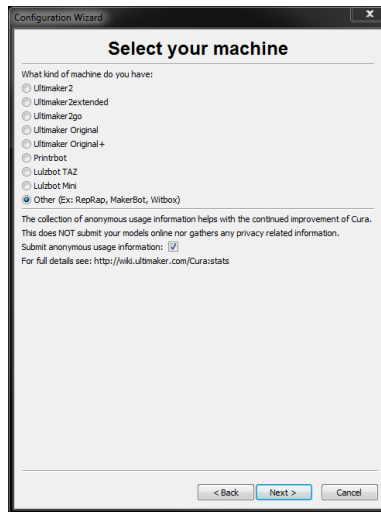 Configuration Wizard
x
Select your machine
What kind of machine do you have:
Ultimaker2
Ultimaker2extended
Ultimaker2go
Ultimaker Original
Ultimaker Original+
Printrbot
Lulzbot TAZ
Lulzbot Mini
Other (Ex: RepRap, MakerBot, Witbox)
The collection of anonymous usage information helps with the continued improvement of Cura.
This does NOT submit your models online nor gathers any privacy related information.
Submit anonymous usage information:
For full details see: http://wiki.ultimaker.com/Cura:stats
< Back Next > Cancel